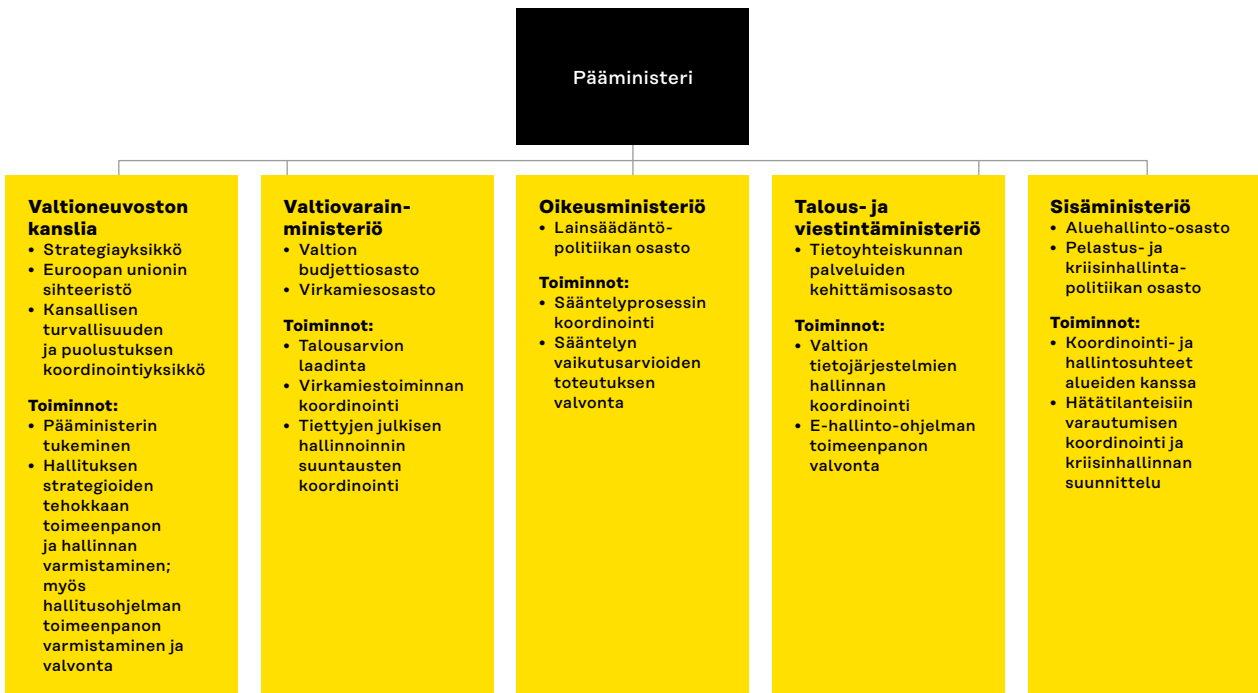 Pääministeri
Valtioneuvoston
kanslia
• Strategiayksikkö
• Euroopan unionin
sihteeristö
• Kansallisen
turvallisuuden
ja puolustuksen
koordinointiyksikkö
Toiminnot:
• Pääministerin
tukeminen
• Hallituksen
strategioiden
tehokkaan
toimeenpanon
ja hallinnan
varmistaminen;
myös
hallitusohjelman
toimeenpanon
varmistaminen ja
valvonta
Valtiovarain-
ministeriö
• Valtion
budjettiosasto
• Virkamiesosasto
Toiminnot:
• Talousarvion
laadinta
• Virkamiestoiminnan
koordinointi
• Tiettyjen julkisen
hallinnoinnin
suuntausten
koordinointi
Oikeusministeriö
• Lainsäädäntö-
politiikan osasto
Toiminnot:
• Sääntelyprosessin
koordinointi
• Sääntelyn
vaikutusarvioiden
toteutuksen
valvonta
Talous- ja
viestintäministeriö
• Tietoyhteiskunnan
palveluiden
kehittämisosasto
Toiminnot:
• Valtion
tietojärjestelmien
hallinnan
koordinointi
• E-hallinto-ohjelman
toimeenpanon
valvonta
Sisäministeriö
• Aluehallinto-osasto
• Pelastus- ja
kriisinhallinta-
politiikan osasto
Toiminnot:
• Koordinointi- ja
hallintosuhteet
alueiden kanssa
• Hätätilanteisiin
varautumisen
koordinointi ja
kriisinhallinnan
suunnittelu